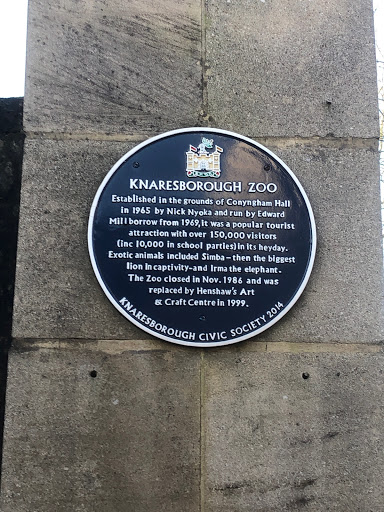 KNARESBOROUGH ZOO
Established in the grounds of Conyngham Hall
in 1965 by Nick Nyoka and run by Edward
Mill borrow from 1969, it was a popular tourist
attraction with over 150,000 visitors
(inc 10,000 in school parties) in its heyday.
Exotic animals included Simba - then the biggest
lion in captivity - and Irma the elephant.
The Zoo closed in Nov. 1986 and was
replaced by Henshaw's Art
& Craft Centre in 1999.
KNARESBOROUGH CIVIC SOCIETY 2014